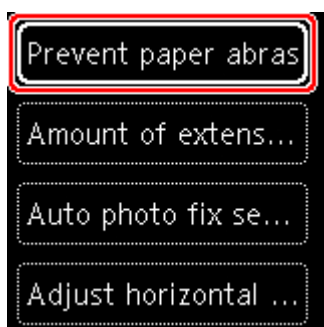 Prevent paper abras
Amount of extens...
Auto photo fix se...
Adjust horizontal ...